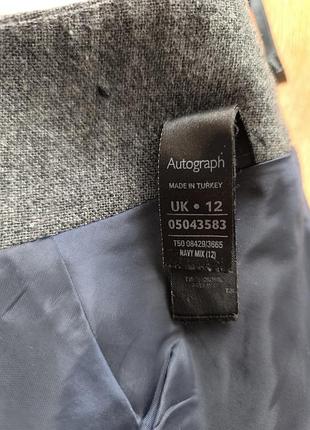 Autograph
MADE IN TURKEY
UK • 12
05043583
T50 08429/3665
NAVY MIX (12)